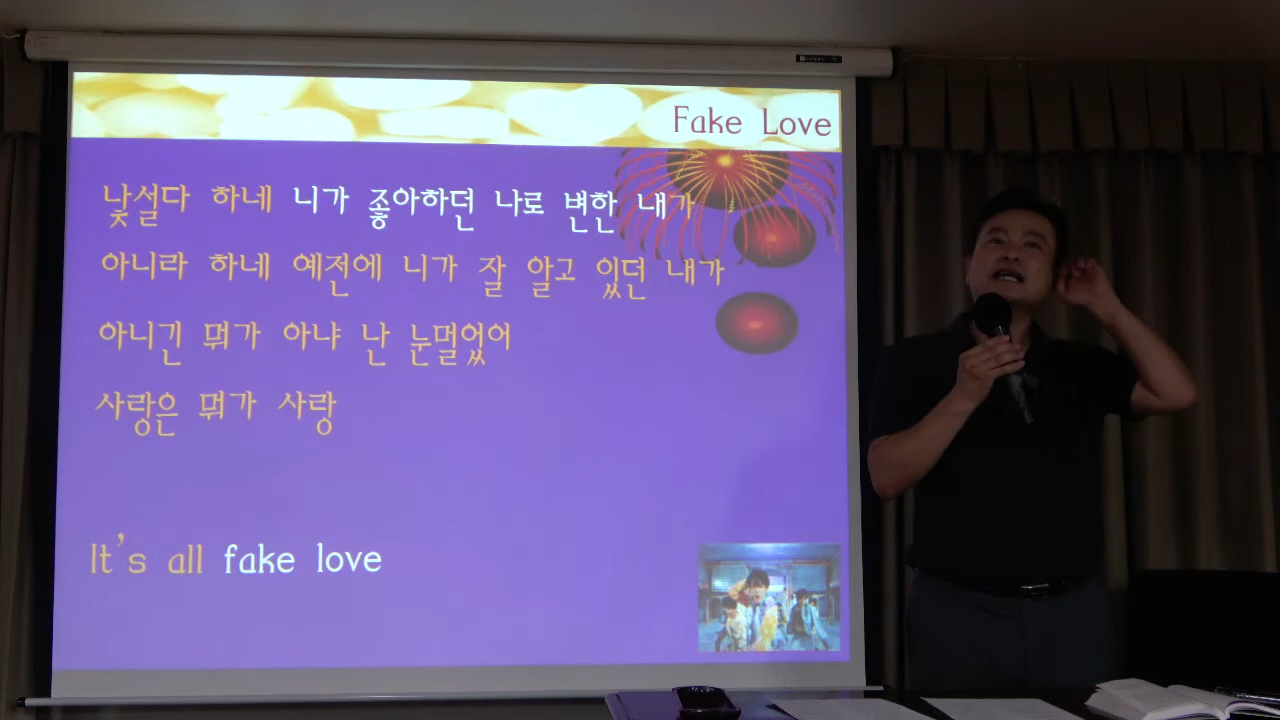 Fake Love
낯설다 하네 니가 좋아하던 나로 변한 내가
아니라 하네 예전에 니가 잘 알고 있던 내가
아니긴 뭐가 아냐 난 눈멀었어
사랑은 뭐가 사랑
It's all fake love